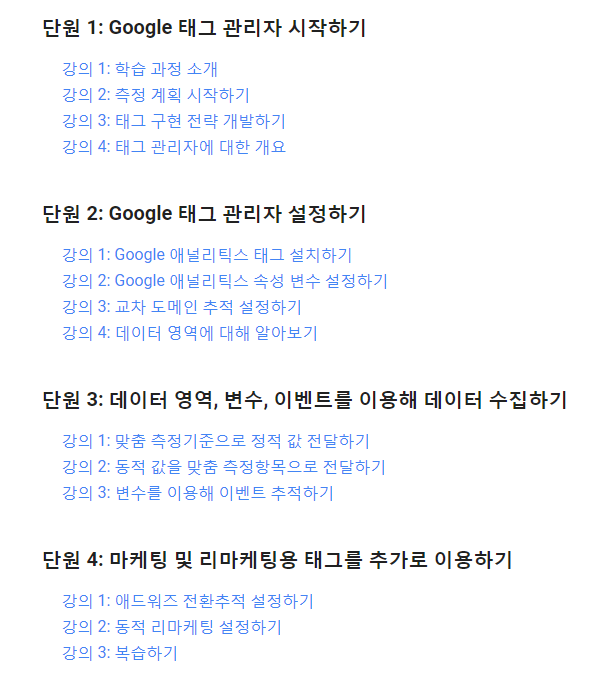 단원 1: Google 태그 관리자 시작하기
강의 1: 학습 과정 소개
강의 2: 측정 계획 시작하기
강의 3: 태그 구현 전략 개발하기
강의 4: 태그 관리자에 대한 개요
단원 2: Google 태그 관리자 설정하기
강의 1: Google 애널리틱스 태그 설치하기
강의 2: Google 애널리틱스 속성 변수 설정하기
강의 3: 교차 도메인 추적 설정하기
강의 4: 데이터 영역에 대해 알아보기
단원 3: 데이터 영역, 변수, 이벤트를 이용해 데이터 수집하기
강의 1: 맞춤 측정기준으로 정적 값 전달하기
강의 2: 동적 값을 맞춤 측정항목으로 전달하기
강의 3: 변수를 이용해 이벤트 추적하기
단원 4: 마케팅 및 리마케팅용 태그를 추가로 이용하기
강의 1: 애드워즈 전환추적 설정하기
강의 2: 동적 리마케팅 설정하기
강의 3: 복습하기